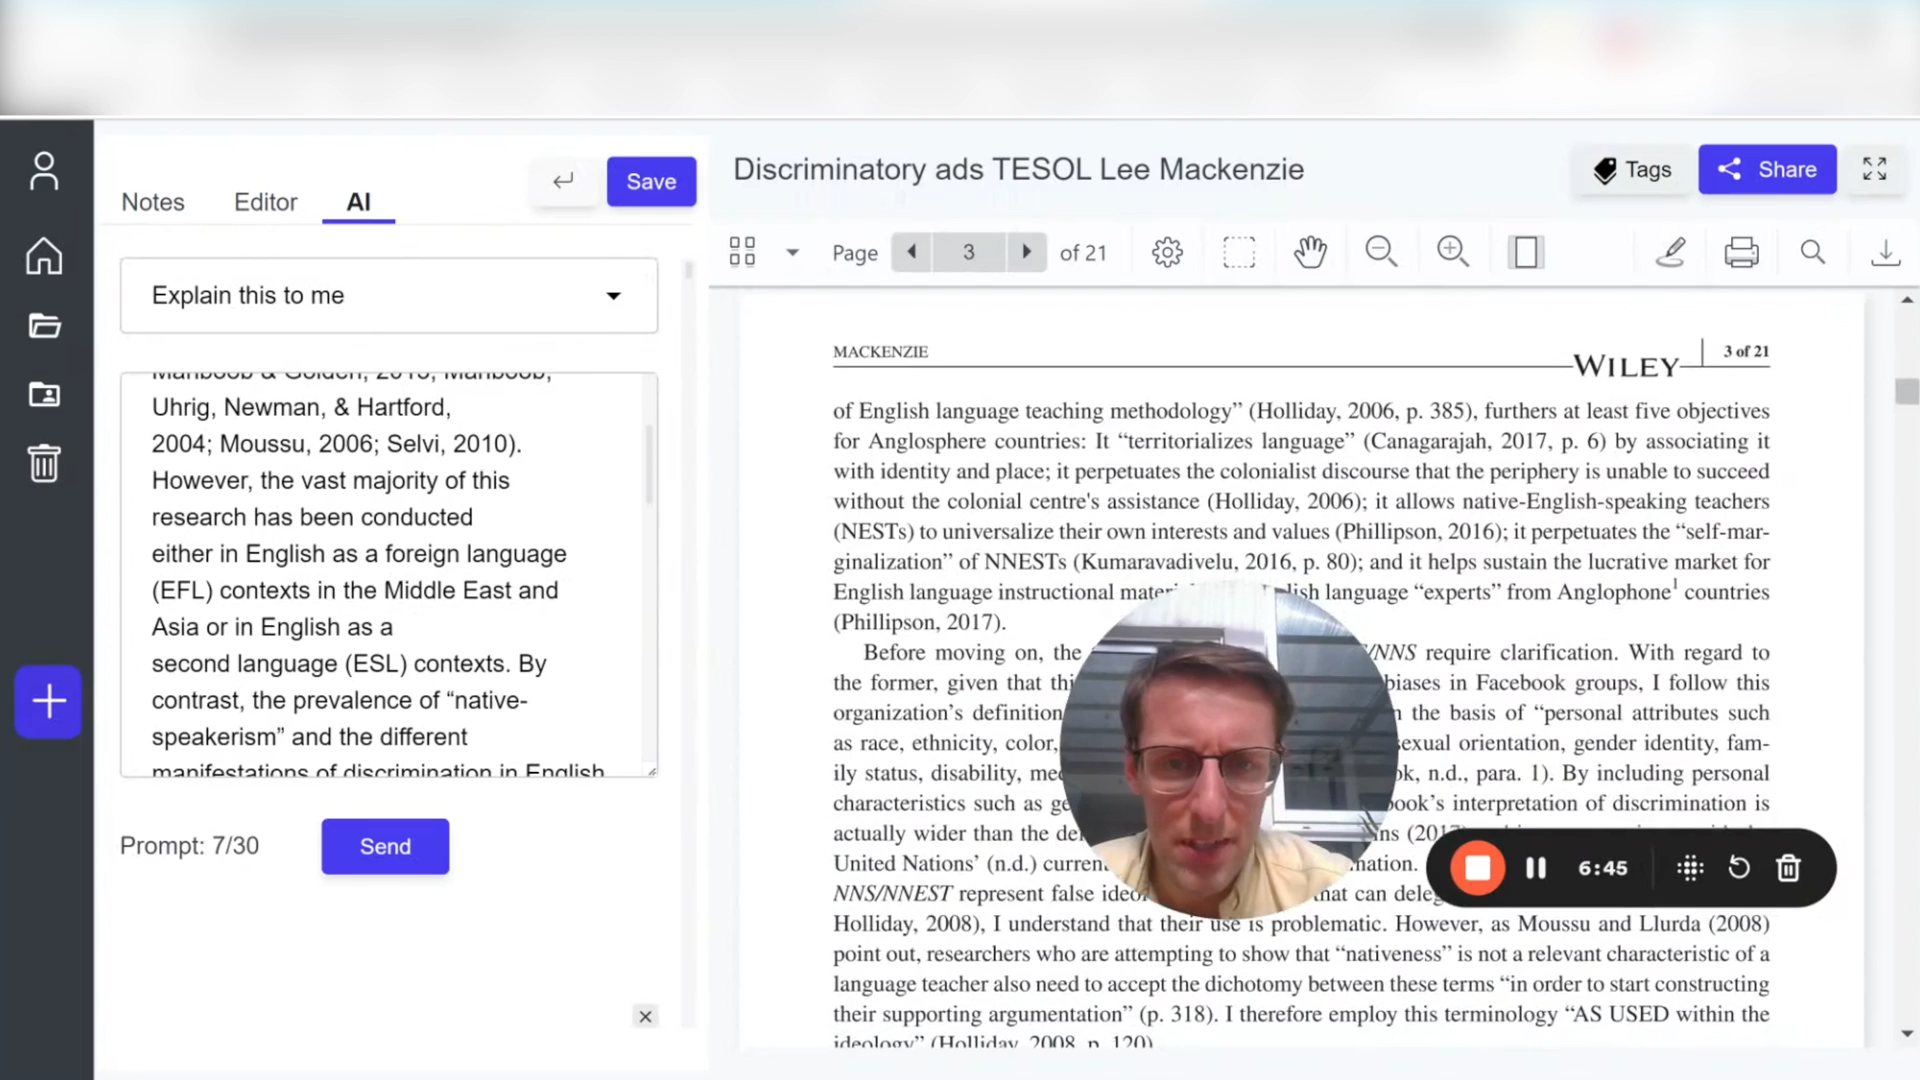 Notes
Editor
AI
Save
Explain this to me
Uhrig, Newman, & Hartford,
2004; Moussu, 2006; Selvi, 2010).
However, the vast majority of this
research has been conducted
either in English as a foreign language
(EFL) contexts in the Middle East and
Asia or in English as a
second language (ESL) contexts. By
contrast, the prevalence of “native-
speakerism” and the different
manifestations of discrimination in English
Prompt: 7/30
Send
Discriminatory ads TESOL Lee Mackenzie
Tags
Share
Page
3
of 21
MACKENZIE
WILEY
3 of 21
of English language teaching methodology” (Holliday, 2006, p. 385), furthers at least five objectives
for Anglosphere countries: It “territorializes language” (Canagarajah, 2017, p. 6) by associating it
with identity and place; it perpetuates the colonialist discourse that the periphery is unable to succeed
without the colonial centre's assistance (Holliday, 2006); it allows native-English-speaking teachers
(NESTs) to universalize their own interests and values (Phillipson, 2016); it perpetuates the “self-mar-
ginalization” of NNESTs (Kumaravadivelu, 2016, p. 80); and it helps sustain the lucrative market for
English language instructional language “experts” from Anglophone1 countries
(Phillipson, 2017).
Before moving on, the /NNS require clarification. With regard to
the former, given that biases in Facebook groups, I follow this
organization’s definition the basis of “personal attributes such
as race, ethnicity, color, sexual orientation, gender identity, fam-
ily status, disability, n.d., para. 1). By including personal
characteristics such as interpretation of discrimination is
actually wider than the
United Nations’ (n.d.)
NNS/NNEST represent false that can
Holliday, 2008), I understand that their use is problematic. However, as Moussu and Llurda (2008)
point out, researchers who are attempting to show that “nativeness” is not a relevant characteristic of a
language teacher also need to accept the dichotomy between these terms “in order to start constructing
their supporting argumentation” (p. 318). I therefore employ this terminology “AS USED within the
ideology” (Holliday, 2008, p. 120).
6:45